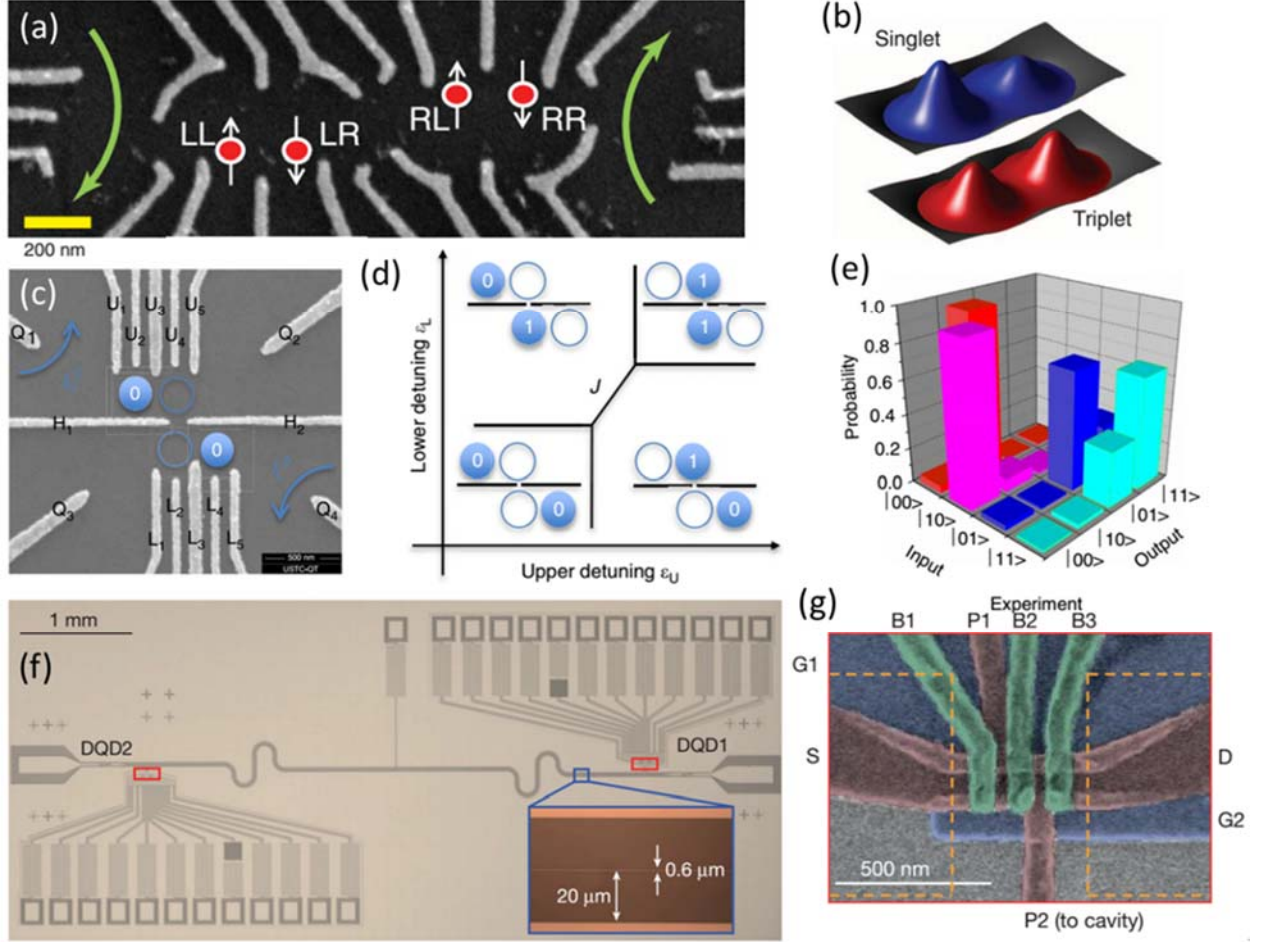 (a)
LL
LR
RL
RR
200 nm
(b)
Singlet
Triplet
(c)
U1
U2
U3
U4
U5
Q1
Q2
0
H1
H2
0
Q3
Q4
L1
L2
L3
L4
L5
500 nm
USTC-QT
(d)
Lower detuning εL
0
1
1
1
J
0
0
1
0
Upper detuning εU
(e)
Probability
1.0
0.8
0.6
0.4
0.2
0.0
|00>
|10>
|01>
|11>
Input
|00>
|10>
|01>
|11>
Output
(f)
1 mm
DQD2
DQD1
0.6 μm
20 μm
(g)
Experiment
B1
P1
B2
B3
G1
S
D
G2
500 nm
P2 (to cavity)